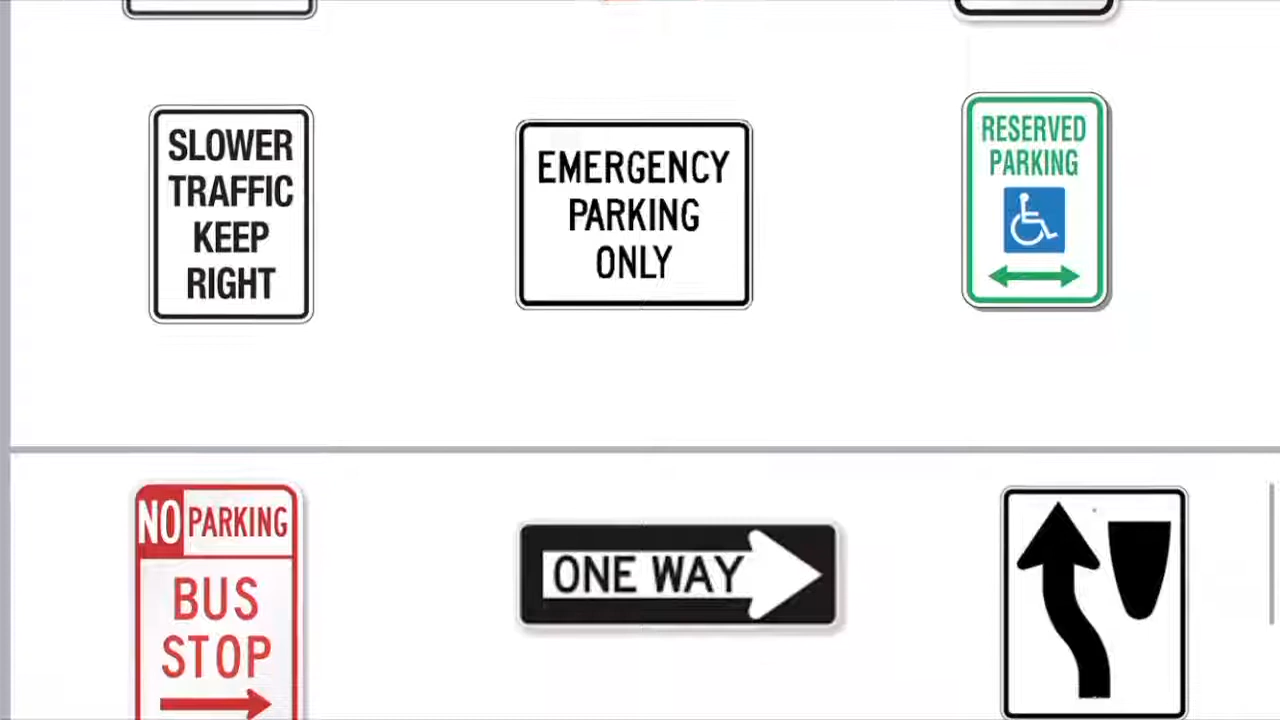 SLOWER
TRAFFIC
KEEP
RIGHT
EMERGENCY
PARKING
ONLY
RESERVED
PARKING
NO PARKING
BUS
STOP
ONE WAY